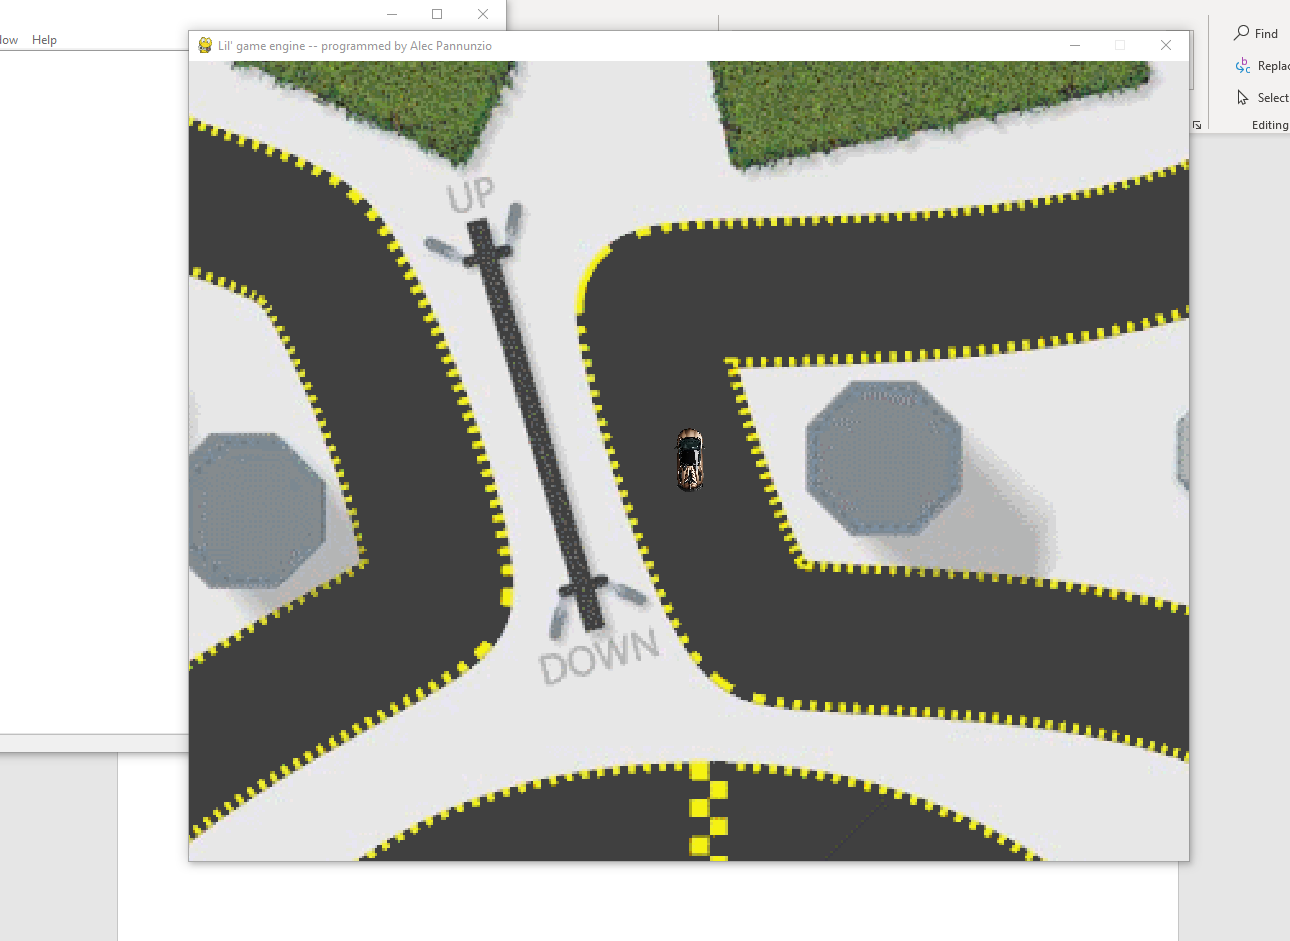 low Help
Lil' game engine -- programmed by Alec Pannunzio
Find
Replac
Select
Editing
UP
DOWN